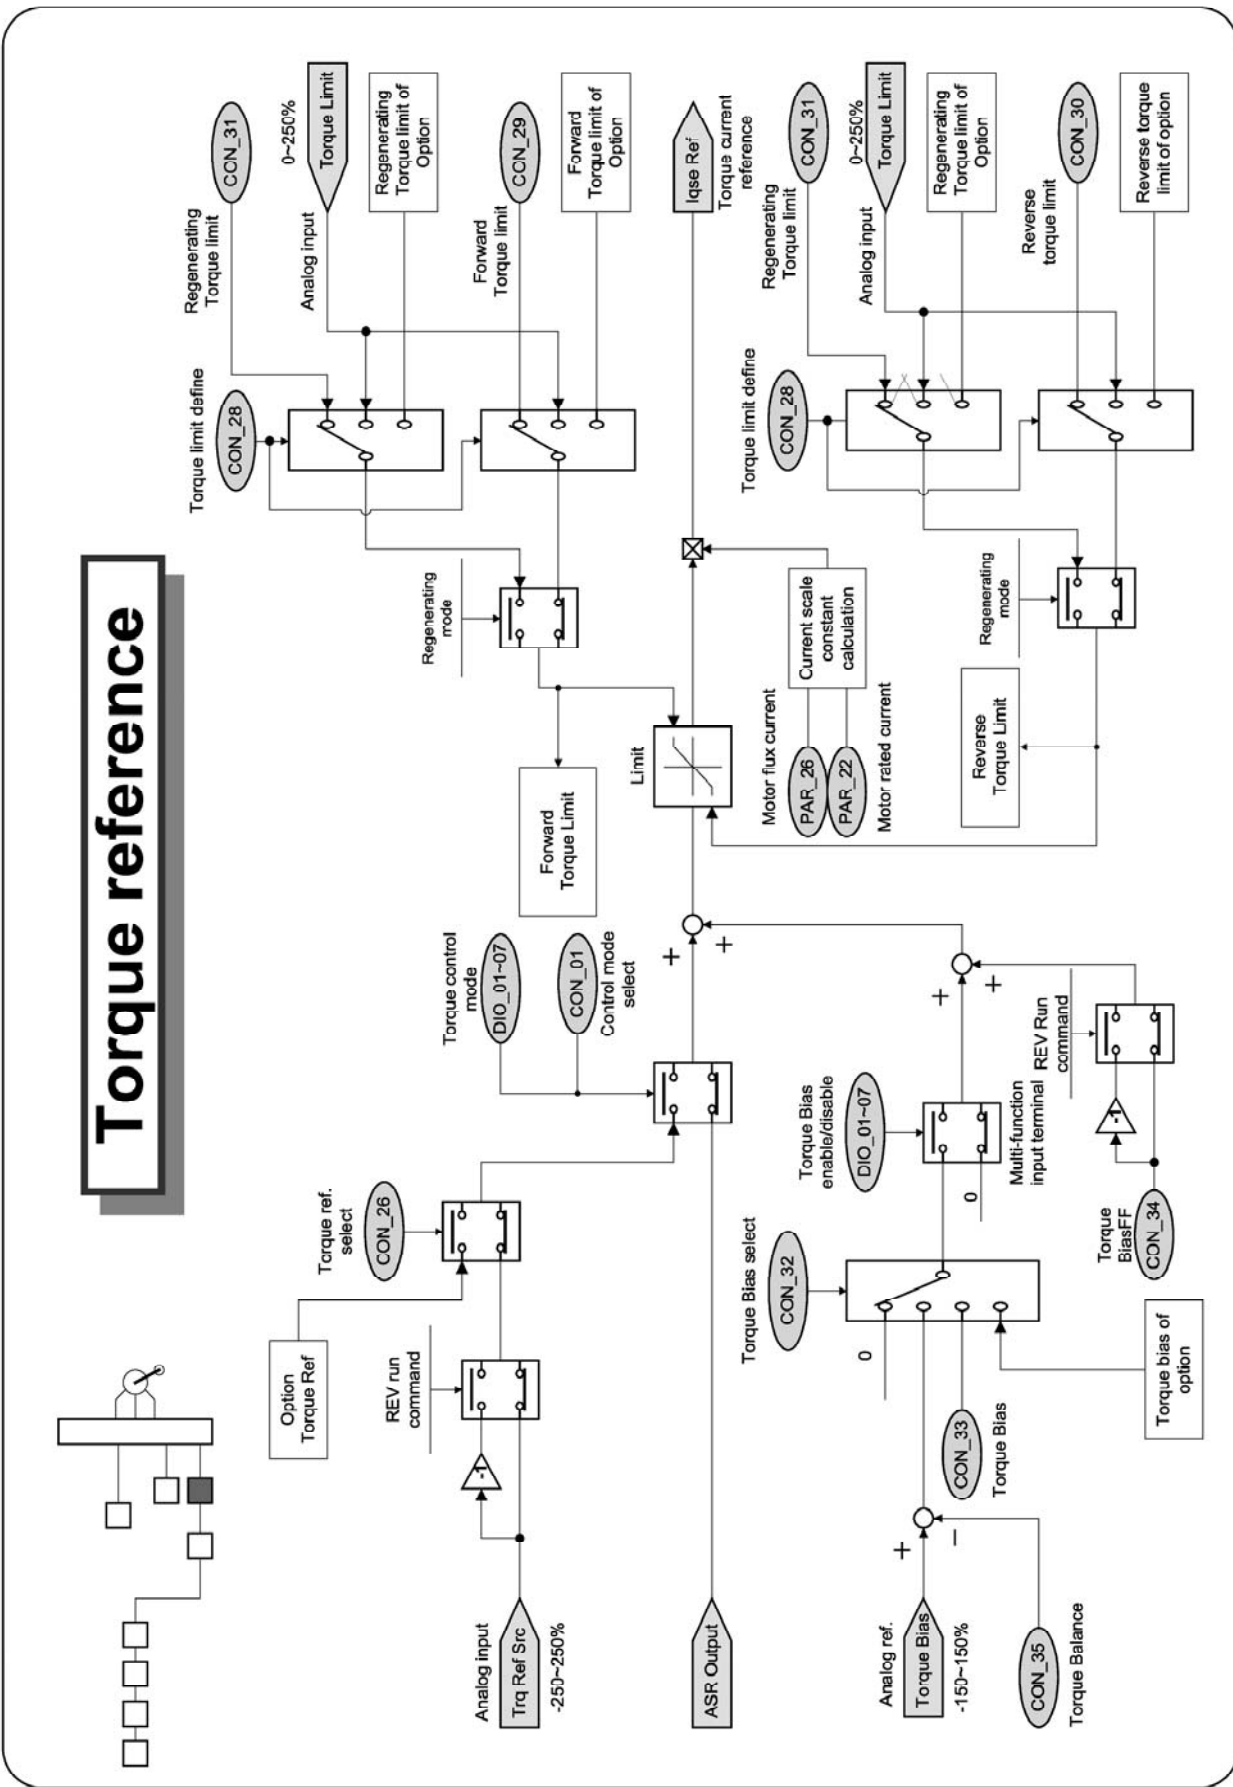 Torque reference
Torque limit define
CON_28
Regenerating
Torque limit
CON_31
Analog input
0~250%
Torque Limit
Regenerating
Torque limit of
Option
Forward
Torque limit
CCN_29
Forward
Torque limit of
Option
Regenerating
mode
Forward
Torque Limit
Option
Torque Ref
Torque ref.
select
CON_26
REV run
command
-1
Analog input
Trq Ref Src
-250~250%
Torque control
mode
DIO_01~07
CON_01
Control mode
select
ASR Output
+
+
Limit
Iqse Ref
Torque current
reference
Motor flux current
PAR_26
PAR_22
Motor rated current
Current scale
constant
calculation
Torque Bias select
CON_32
Torque Bias
enable/disable
DIO_01~07
Multi-function
input terminal
0
0
Analog ref.
Torque Bias
-150~150%
+
−
CON_35
Torque Balance
CON_33
Torque Bias
Torque bias of
option
+
+
REV Run
command
-1
Torque
BiasFF
CON_34
Torque limit define
CON_28
Regenerating
Torque limit
CON_31
Analog input
0~250%
Torque Limit
Regenerating
Torque limit of
Option
Reverse
torque limit
CON_30
Reverse torque
limit of option
Regenerating
mode
Reverse
Torque Limit